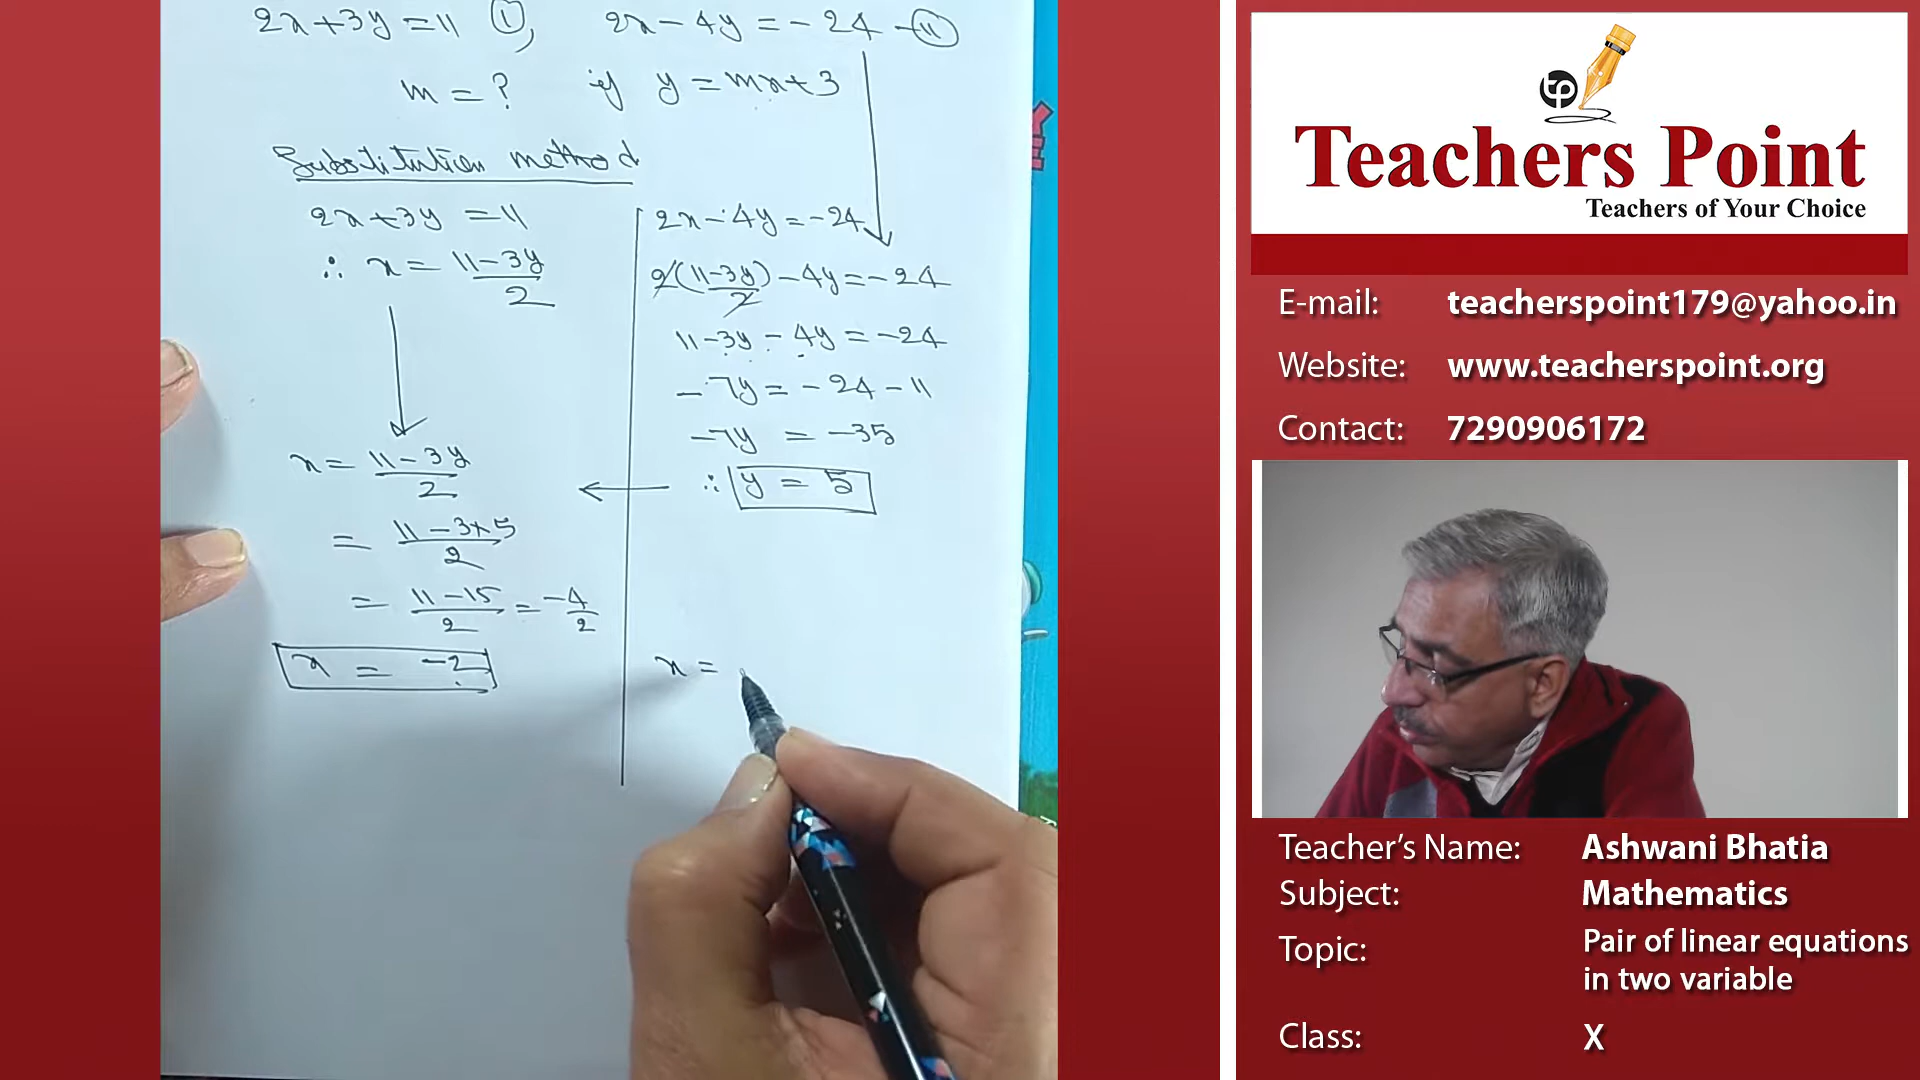 2x+3y=11 ①, 2x-4y=-24 -⑪
m=? if y=mx+3
Substitution method
2x+3y=11
∴ x=11-3y/2
x=11-3y/2
=11-3×5/2
=11-15/2=-4/2
x=-2
2x-4y=-24
2(11-3y/2)-4y=-24
11-3y-4y=-24
-7y=-24-11
-7y=-35
∴ y=5
x=
tp
Teachers Point
Teachers of Your Choice
E-mail: teacherspoint179@yahoo.in
Website: www.teacherspoint.org
Contact: 7290906172
Teacher's Name: Ashwani Bhatia
Subject: Mathematics
Topic: Pair of linear equations
in two variable
Class: X